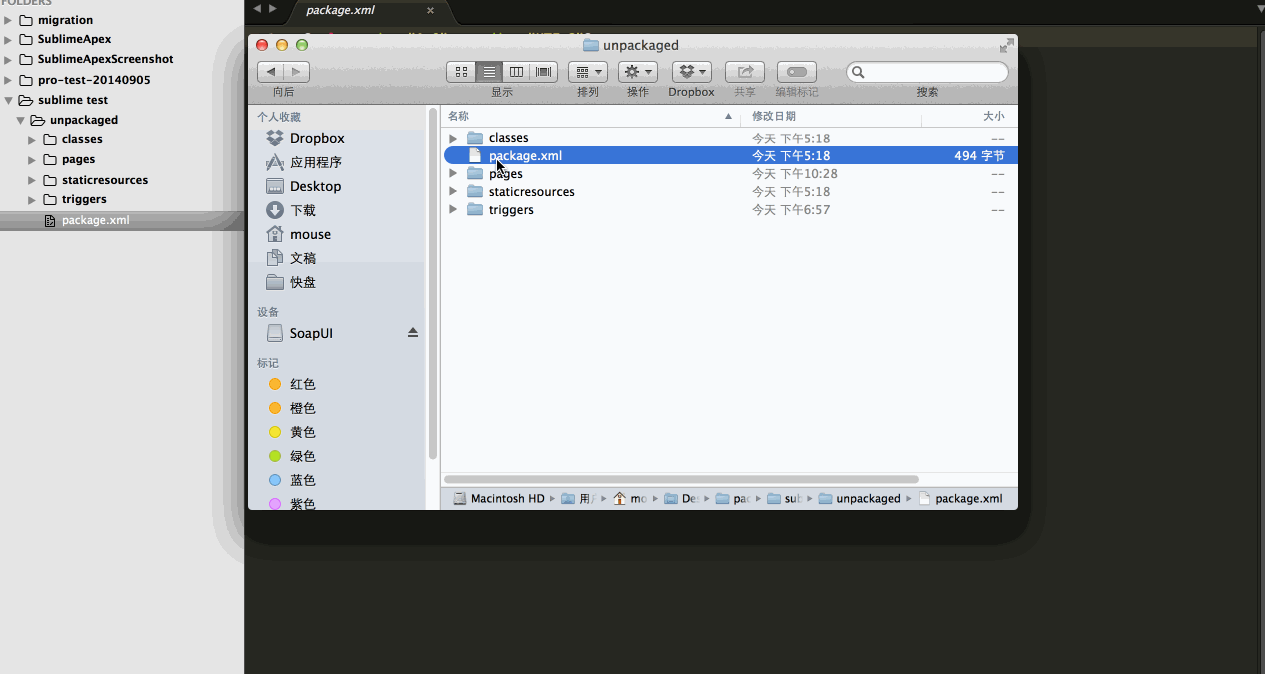 FOLDERS
migration
SublimeApex
SublimeApexScreenshot
pro-test-20140905
sublime test
unpackaged
classes
pages
staticresources
triggers
package.xml
package.xml
unpackaged
向后
显示
排列
操作
Dropbox
共享
编辑标记
搜索
个人收藏
Dropbox
应用程序
Desktop
下载
mouse
文稿
快盘
设备
SoapUI
标记
红色
橙色
黄色
绿色
蓝色
紫色
名称 修改日期 大小
classes 今天 下午5:18 --
package.xml 今天 下午5:18 494 字节
pages 今天 下午10:28 --
staticresources 今天 下午5:18 --
triggers 今天 下午6:57 --
Macintosh HD 用 mo De pac sub unpackaged package.xml